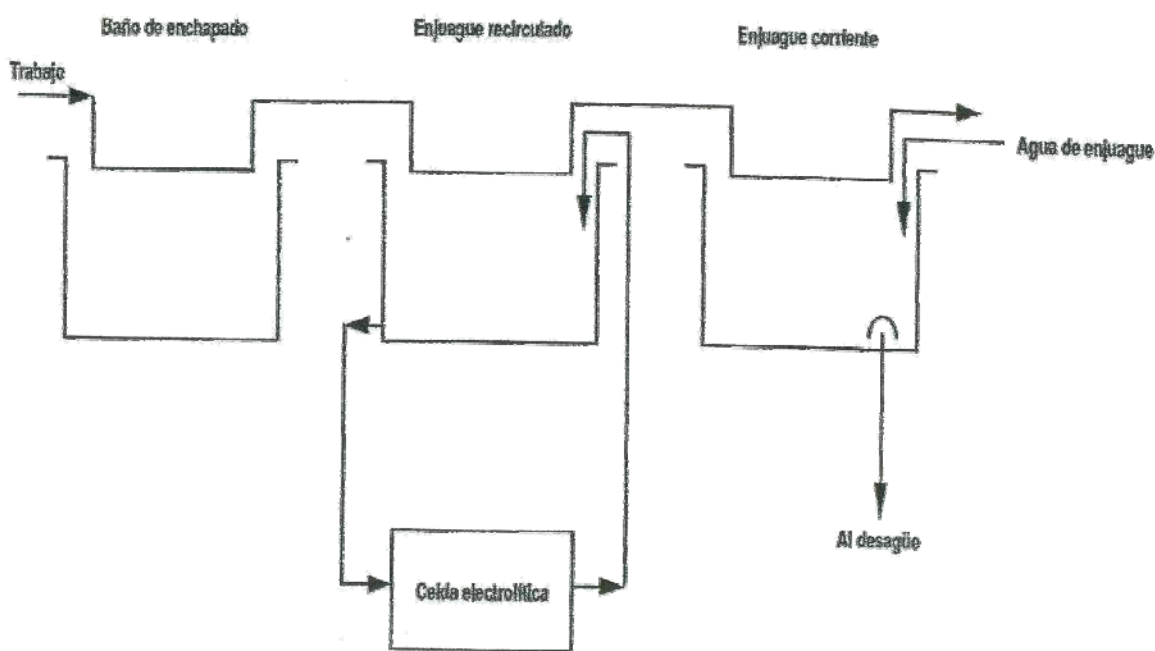 Baño de enchapado
Enjuague recirculado
Enjuague corriente
Trabajo
Agua de enjuague
Al desagüe
Celda electrolítica